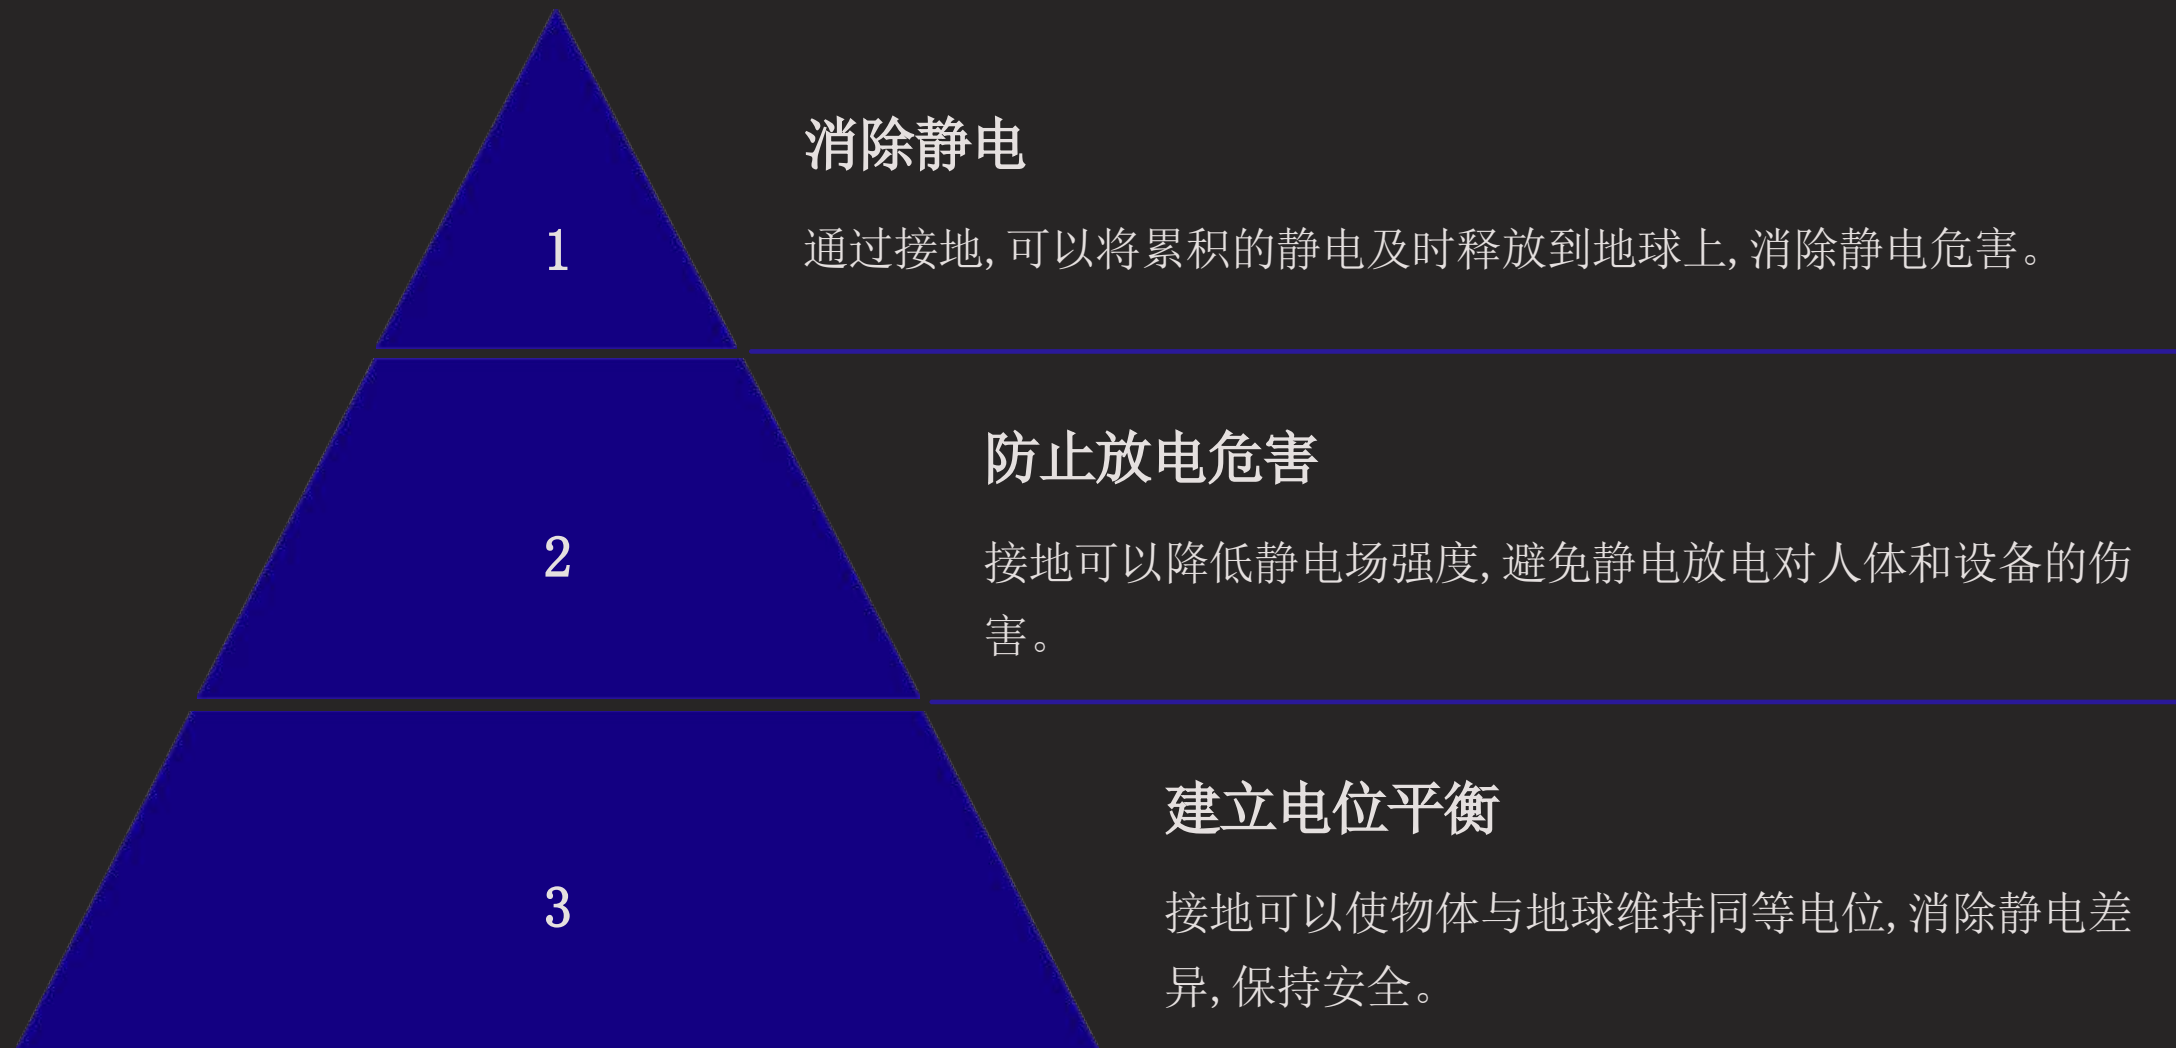 1
消除静电
通过接地,可以将累积的静电及时释放到地球上,消除静电危害。
2
防止放电危害
接地可以降低静电场强度,避免静电放电对人体和设备的伤
害。
3
建立电位平衡
接地可以使物体与地球维持同等电位,消除静电差
异,保持安全。